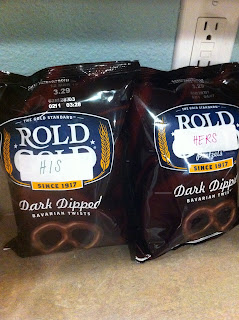 3.29
THE GOLD STANDARD
ROLD
GOLD
HIS
SINCE 1917
Dark Dipped
BAVARIAN TWISTS
THE GOLD STANDARD
ROLD
HERS
Pretzels
SINCE 1917
Dark Dipped
BAVARIAN TWISTS